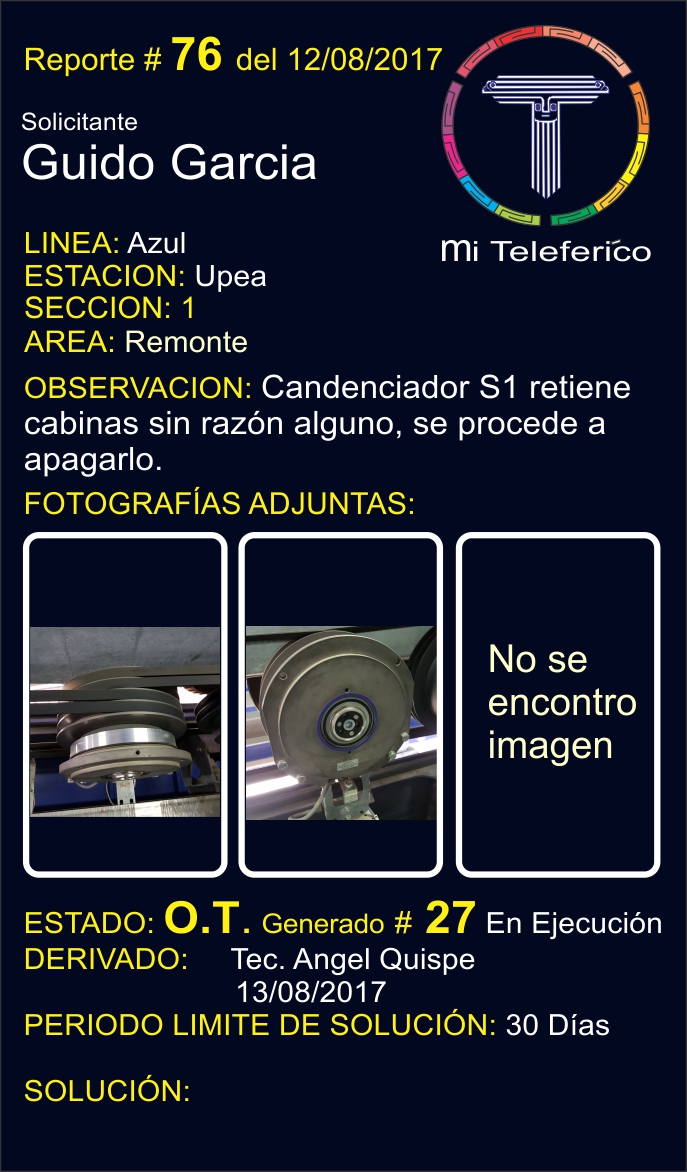 Reporte # 76 del 12/08/2017
Solicitante
Guido Garcia
mi Teleferíco
LINEA: Azul
ESTACION: Upea
SECCION: 1
AREA: Remonte
OBSERVACION: Candenciador S1 retiene
cabinas sin razón alguno, se procede a
apagarlo.
FOTOGRAFÍAS ADJUNTAS:
No se
encontro
imagen
ESTADO: O.T. Generado # 27 En Ejecución
DERIVADO: Tec. Angel Quispe
13/08/2017
PERIODO LIMITE DE SOLUCIÓN: 30 Días
SOLUCIÓN: